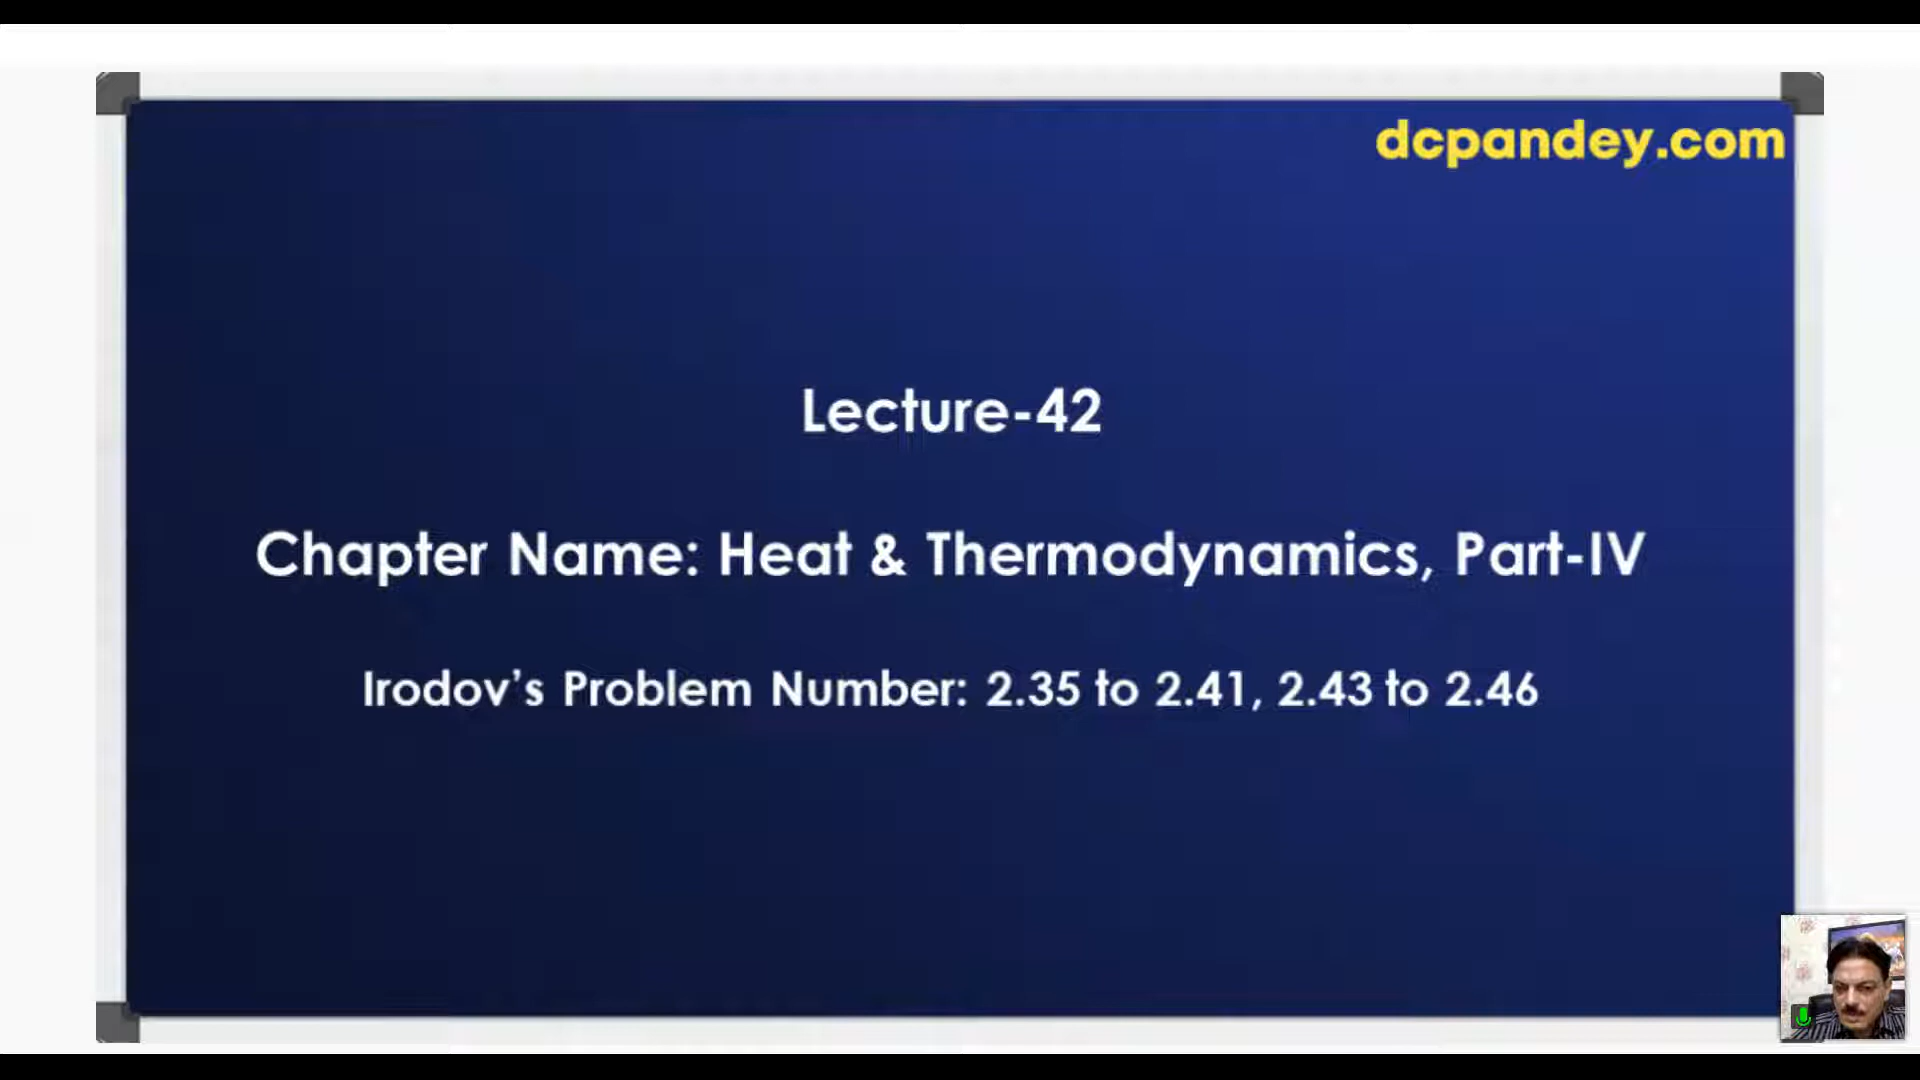 dcpandey.com
Lecture-42
Chapter Name: Heat & Thermodynamics, Part-IV
Irodov’s Problem Number: 2.35 to 2.41, 2.43 to 2.46